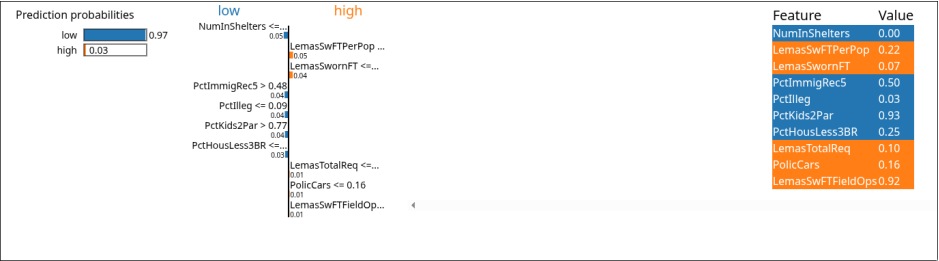 Prediction probabilities
low 0.97
high 0.03
low high
NumInShelters <=...
0.05
LemasSwFTPerPop ...
0.05
LemasSwornFT <=...
0.04
PctImmigRec5 > 0.48
0.04
PctIlleg <= 0.09
0.04
PctKids2Par > 0.77
0.04
PctHousLess3BR <=...
0.03
LemasTotalReq <=...
0.01
PolicCars <= 0.16
0.01
LemasSwFTFieldOp...
0.01
Feature Value
NumInShelters 0.00
LemasSwFTPerPop 0.22
LemasSwornFT 0.07
PctImmigRec5 0.50
PctIlleg 0.03
PctKids2Par 0.93
PctHousLess3BR 0.25
LemasTotalReq 0.10
PolicCars 0.16
LemasSwFTFieldOps 0.92